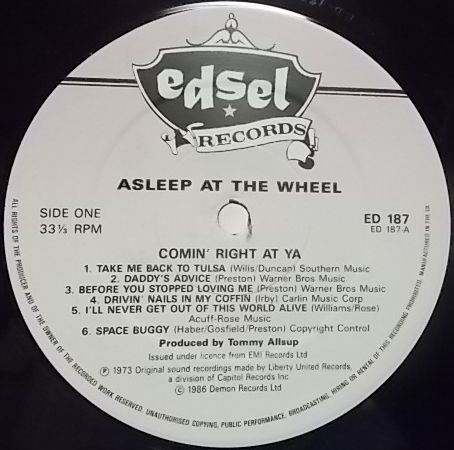 edsel
RECORDS
ASLEEP AT THE WHEEL
SIDE ONE
33⅓ RPM
ED 187
ED 187-A
COMIN' RIGHT AT YA
1. TAKE ME BACK TO TULSA (Wills/Duncan) Southern Music
2. DADDY'S ADVICE (Preston) Warner Bros Music
3. BEFORE YOU STOPPED LOVING ME (Preston) Warner Bros Music
4. DRIVIN' NAILS IN MY COFFIN (Irby) Carlin Music Corp
5. I'LL NEVER GET OUT OF THIS WORLD ALIVE (Williams/Rose)
Acuff-Rose Music
6. SPACE BUGGY (Haber/Gosfield/Preston) Copyright Control
Produced by Tommy Allsup
Issued under licence from EMI Records Ltd
Ⓟ 1973 Original sound recordings made by Liberty United Records,
a division of Capitol Records Inc
© 1986 Demon Records Ltd
ALL RIGHTS OF THE PRODUCER AND OF THE OWNER OF THE RECORDED WORK RESERVED. UNAUTHORISED COPYING, PUBLIC PERFORMANCE, BROADCASTING, HIRING OR RENTAL OF THIS RECORDING PROHIBITED. MANUFACTURED IN THE UK